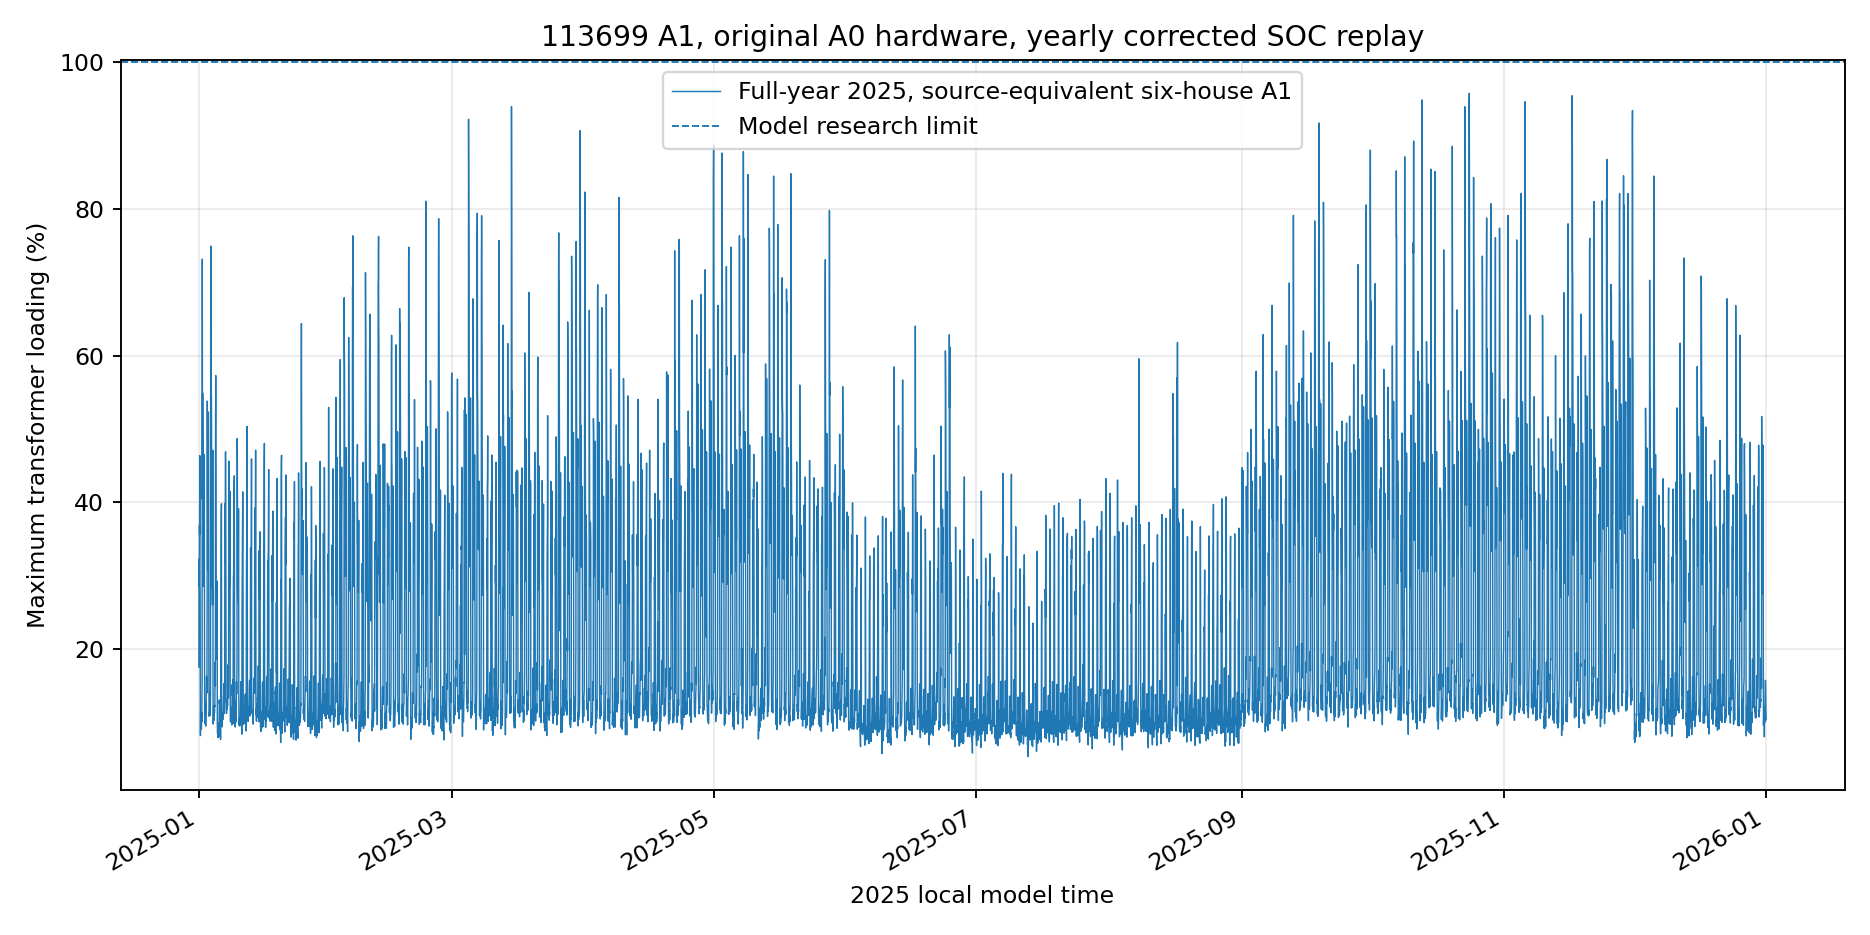 113699 A1, original A0 hardware, yearly corrected SOC replay
Full-year 2025, source-equivalent six-house A1
Model research limit
Maximum transformer loading (%)
100
80
60
40
20
2025-01
2025-03
2025-05
2025-07
2025-09
2025-11
2026-01
2025 local model time